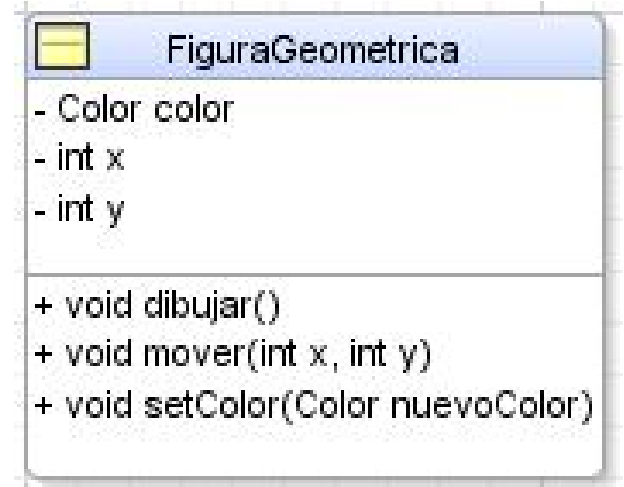 FiguraGeometrica
- Color color
- int x
- int y
+ void dibujar()
+ void mover(int x, int y)
+ void setColor(Color nuevoColor)